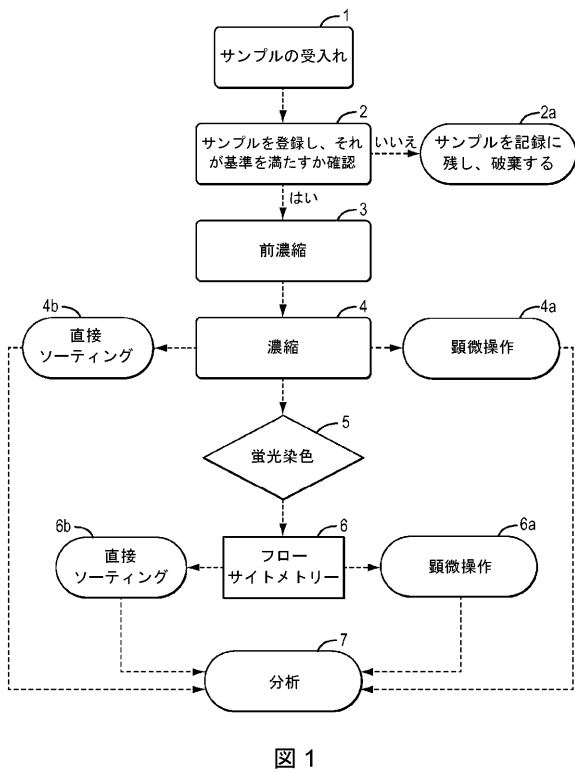 1
サンプルの受入れ
2
サンプルを登録し、それ
が基準を満たすか確認
いいえ
2a
サンプルを記録に
残し、破棄する
はい
3
前濃縮
4b
直接
ソーティング
4
濃縮
4a
顕微操作
5
蛍光染色
6b
直接
ソーティング
6
フロー
サイトメトリー
6a
顕微操作
7
分析
図1